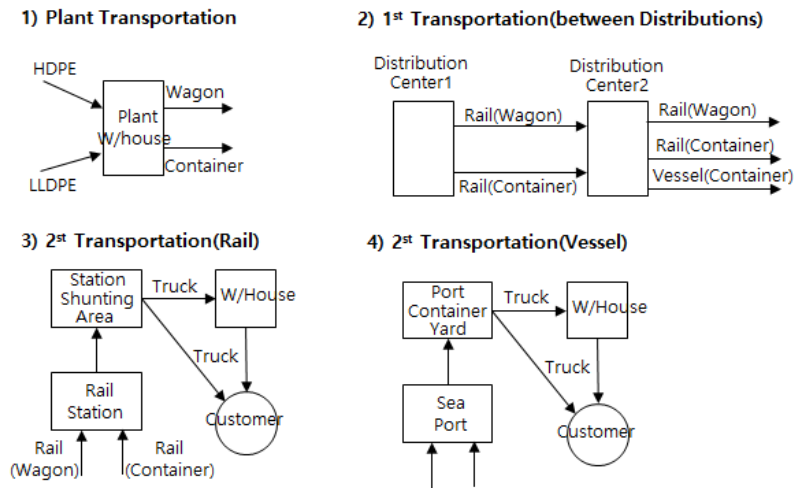 1) Plant Transportation
HDPE
LLDPE
Plant
W/house
Wagon
Container
2) 1st Transportation(between Distributions)
Distribution
Center1
Distribution
Center2
Rail(Wagon)
Rail(Container)
Rail(Wagon)
Rail(Container)
Vessel(Container)
3) 2st Transportation(Rail)
Station
Shunting
Area
Truck
W/House
Truck
Rail
Station
Customer
Rail
(Wagon)
Rail
(Container)
4) 2st Transportation(Vessel)
Port
Container
Yard
Truck
W/House
Truck
Sea
Port
Customer